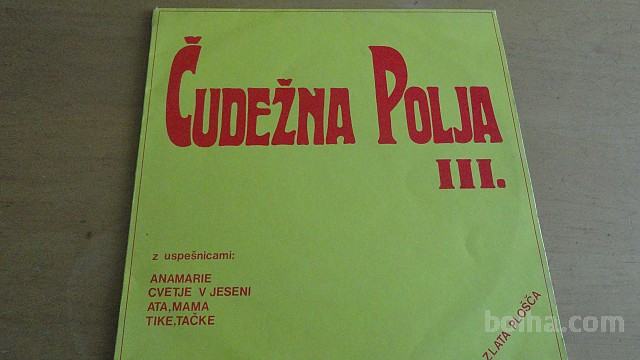 ČUDEŽNA POLJA
III.
z uspešnicami:
ANAMARIE
CVETJE V JESENI
ATA,MAMA
TIKE,TAČKE
ZLATA PLOŠČA
bolha.com